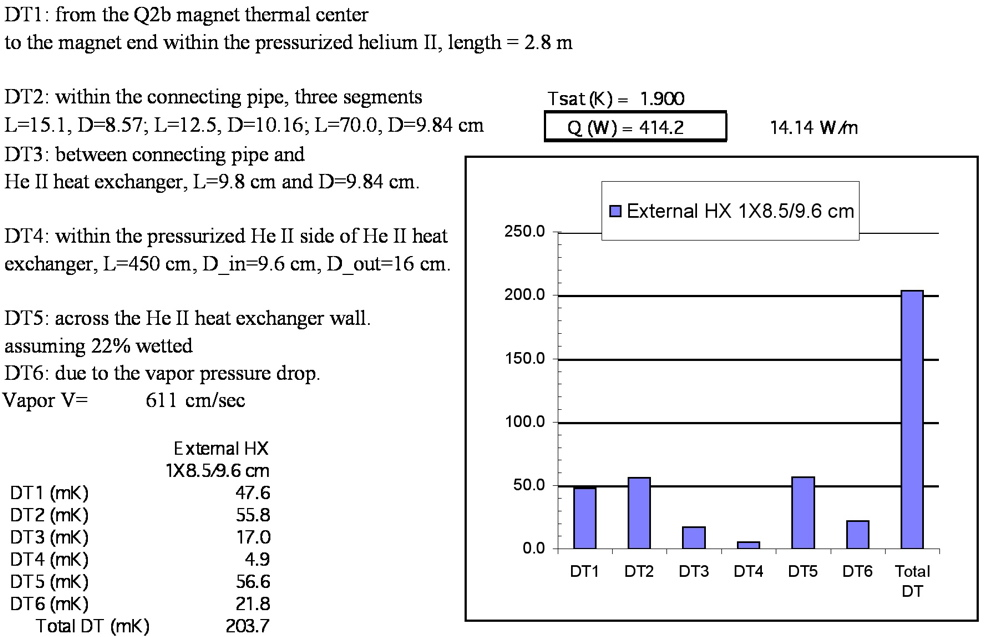 DT1: from the Q2b magnet thermal center
to the magnet end within the pressurized helium II, length = 2.8 m
DT2: within the connecting pipe, three segments
L=15.1, D=8.57; L=12.5, D=10.16; L=70.0, D=9.84 cm
DT3: between connecting pipe and
He II heat exchanger, L=9.8 cm and D=9.84 cm.
DT4: within the pressurized He II side of He II heat
exchanger, L=450 cm, D_in=9.6 cm, D_out=16 cm.
DT5: across the He II heat exchanger wall.
assuming 22% wetted
DT6: due to the vapor pressure drop.
Vapor V= 611 cm/sec
External HX
1X8.5/9.6 cm
DT1 (mK) 47.6
DT2 (mK) 55.8
DT3 (mK) 17.0
DT4 (mK) 4.9
DT5 (mK) 56.6
DT6 (mK) 21.8
Total DT (mK) 203.7
Tsat (K) = 1.900
Q (W) = 414.2 14.14 W/m
External HX 1X8.5/9.6 cm
250.0
200.0
150.0
100.0
50.0
0.0
DT1 DT2 DT3 DT4 DT5 DT6 Total
DT